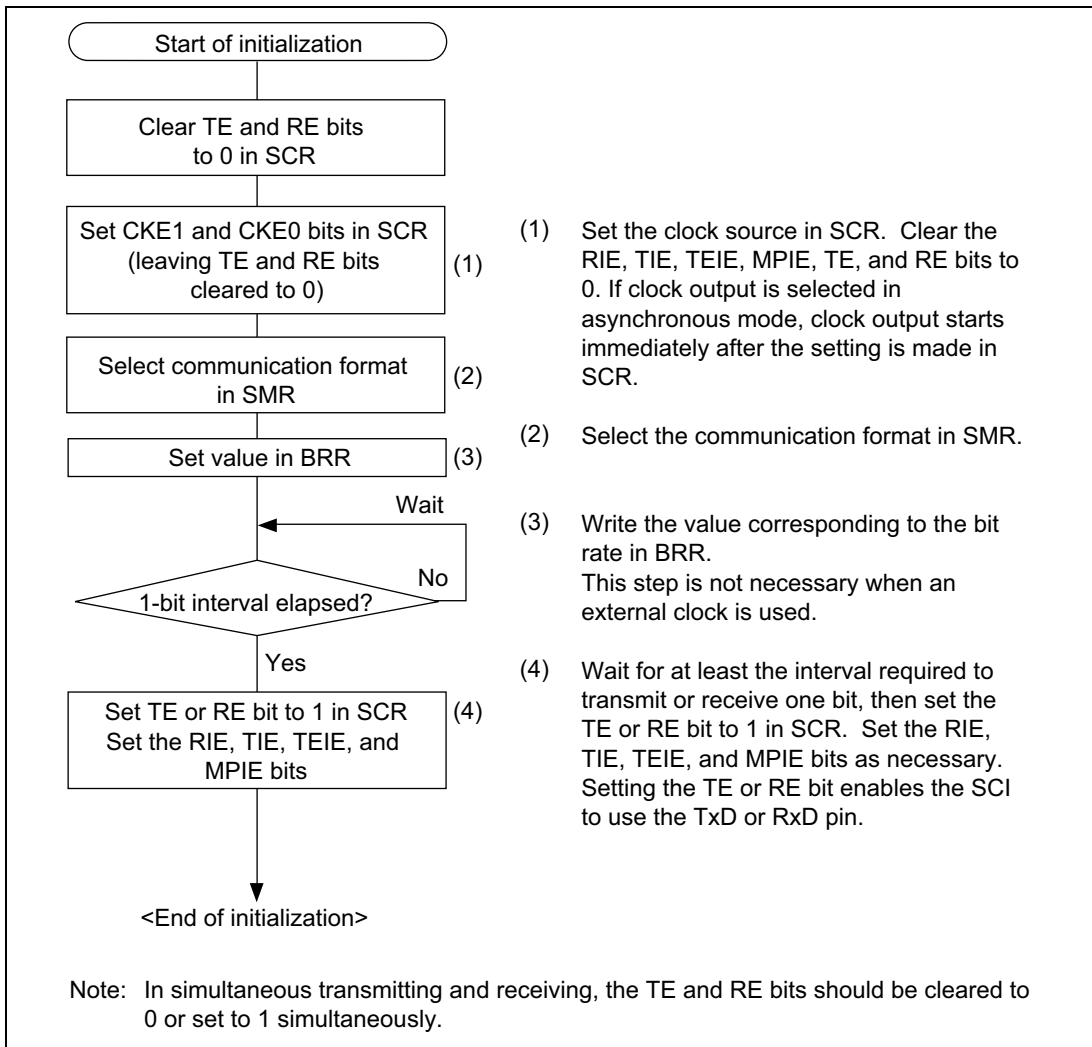 Start of initialization
Clear TE and RE bits
to 0 in SCR
Set CKE1 and CKE0 bits in SCR
(leaving TE and RE bits
cleared to 0)
(1)
Select communication format
in SMR
(2)
Set value in BRR
(3)
Wait
No
1-bit interval elapsed?
Yes
Set TE or RE bit to 1 in SCR
Set the RIE, TIE, TEIE, and
MPIE bits
(4)
<End of initialization>
(1) Set the clock source in SCR. Clear the
RIE, TIE, TEIE, MPIE, TE, and RE bits to
0. If clock output is selected in
asynchronous mode, clock output starts
immediately after the setting is made in
SCR.
(2) Select the communication format in SMR.
(3) Write the value corresponding to the bit
rate in BRR.
This step is not necessary when an
external clock is used.
(4) Wait for at least the interval required to
transmit or receive one bit, then set the
TE or RE bit to 1 in SCR. Set the RIE,
TIE, TEIE, and MPIE bits as necessary.
Setting the TE or RE bit enables the SCI
to use the TxD or RxD pin.
Note: In simultaneous transmitting and receiving, the TE and RE bits should be cleared to
0 or set to 1 simultaneously.